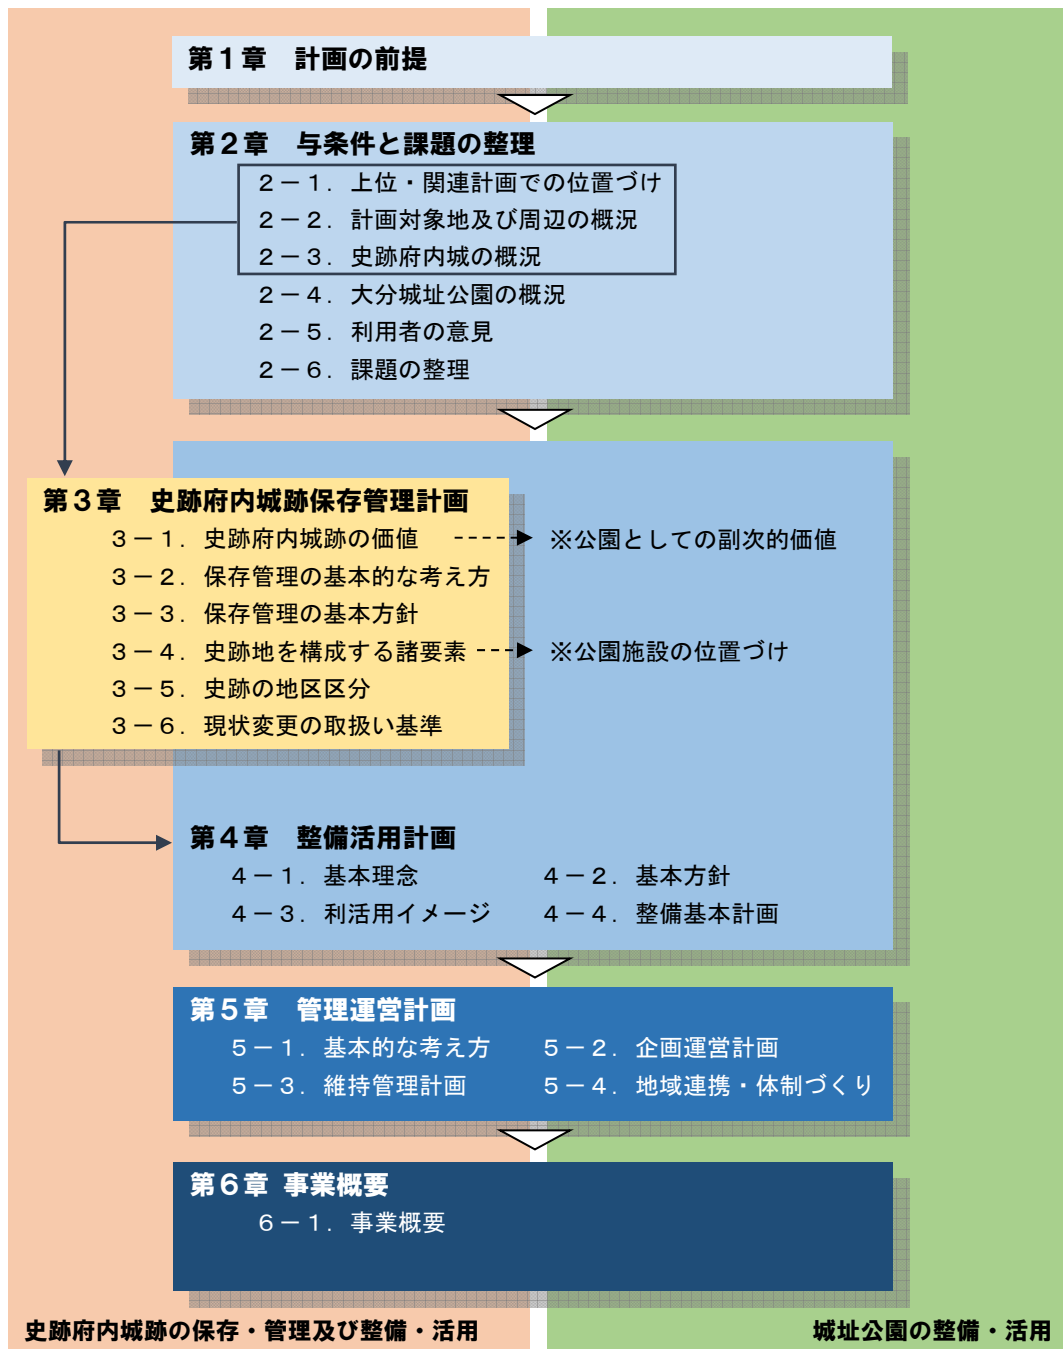 第１章　計画の前提
第２章　与条件と課題の整理
２－１．上位・関連計画での位置づけ
２－２．計画対象地及び周辺の概況
２－３．史跡府内城の概況
２－４．大分城址公園の概況
２－５．利用者の意見
２－６．課題の整理
第３章　史跡府内城跡保存管理計画
３－１．史跡府内城跡の価値
※公園としての副次的価値
３－２．保存管理の基本的な考え方
３－３．保存管理の基本方針
３－４．史跡地を構成する諸要素
※公園施設の位置づけ
３－５．史跡の地区区分
３－６．現状変更の取扱い基準
第４章　整備活用計画
４－１．基本理念　４－２．基本方針
４－３．利活用イメージ　４－４．整備基本計画
第５章　管理運営計画
５－１．基本的な考え方　５－２．企画運営計画
５－３．維持管理計画　５－４．地域連携・体制づくり
第６章 事業概要
６－１．事業概要
史跡府内城跡の保存・管理及び整備・活用
城址公園の整備・活用